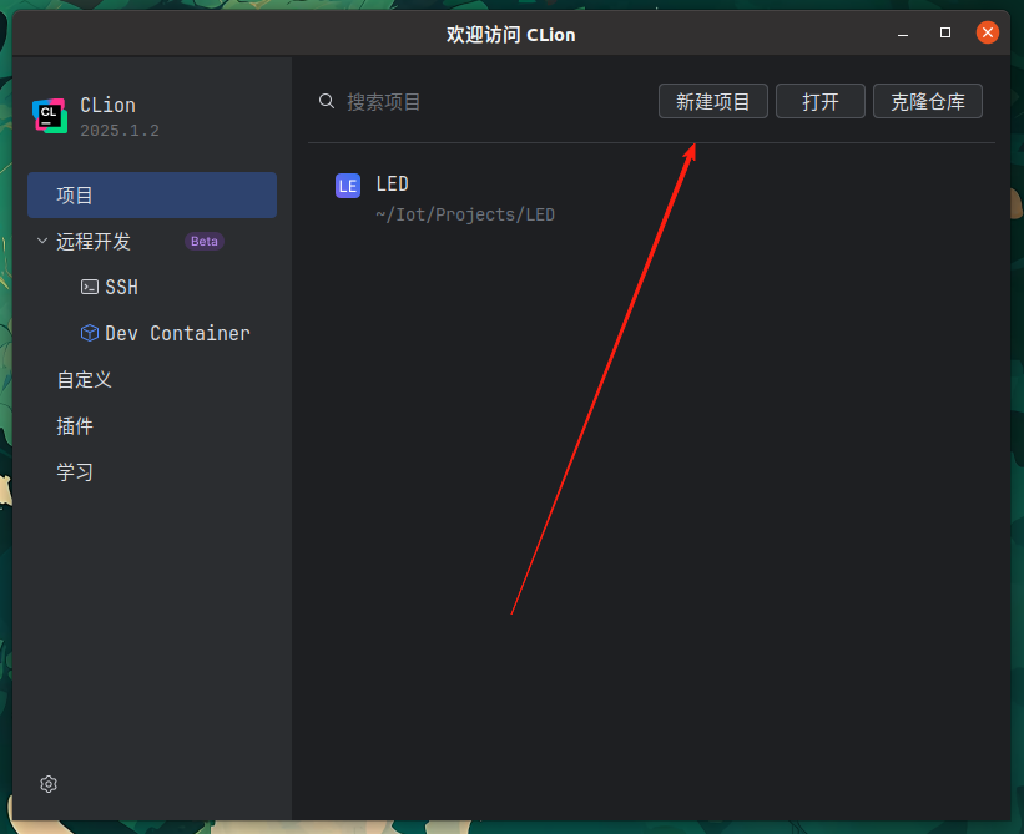 欢迎访问 CLion
CL
CLion
2025.1.2
搜索项目
新建项目
打开
克隆仓库
项目
远程开发
Beta
SSH
Dev Container
自定义
插件
学习
LE
LED
~/Iot/Projects/LED